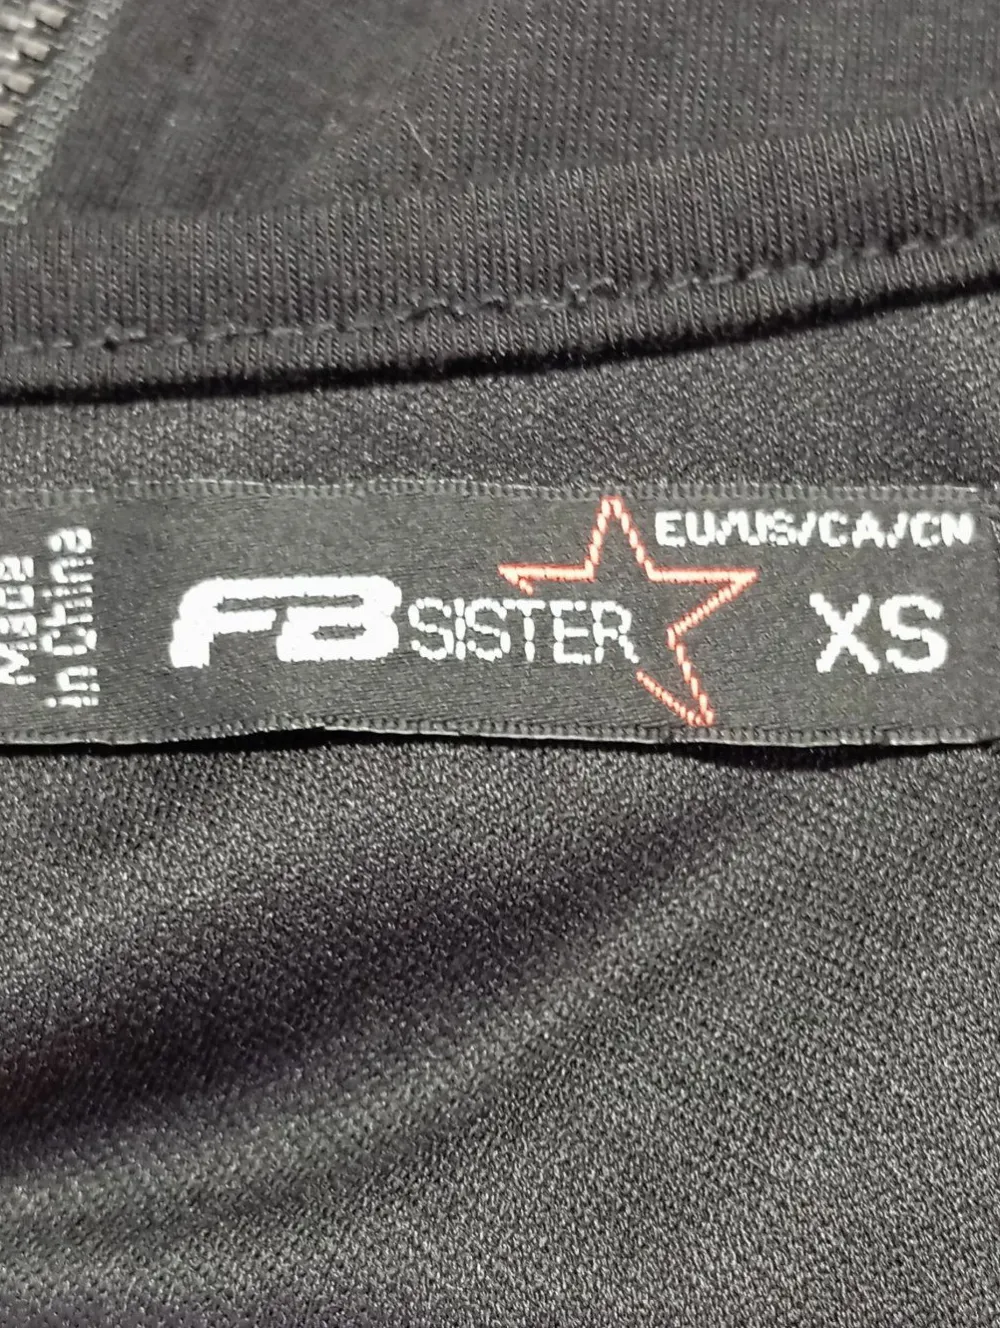 Made
in China
FB SISTER
EU/US/CA/CN
XS